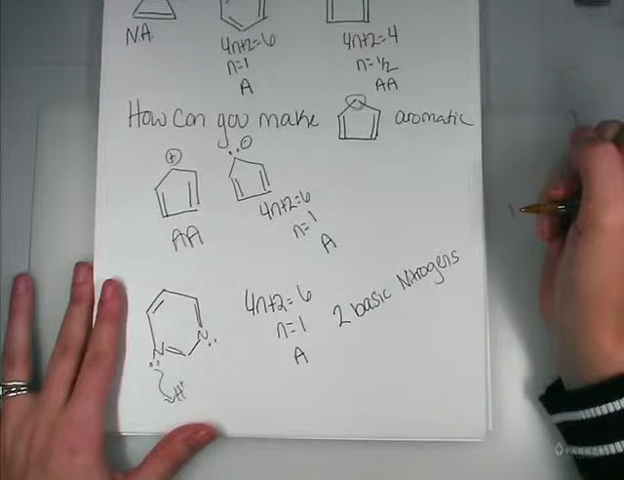 NA
4n+2=6
n=1
A
4n+2=4
n=½
AA
How can you make aromatic
⊕
:⊖
AA
4n+2=6
n=1
A
N
N:
:
H+
4n+2=6
n=1
A
2 basic Nitrogens